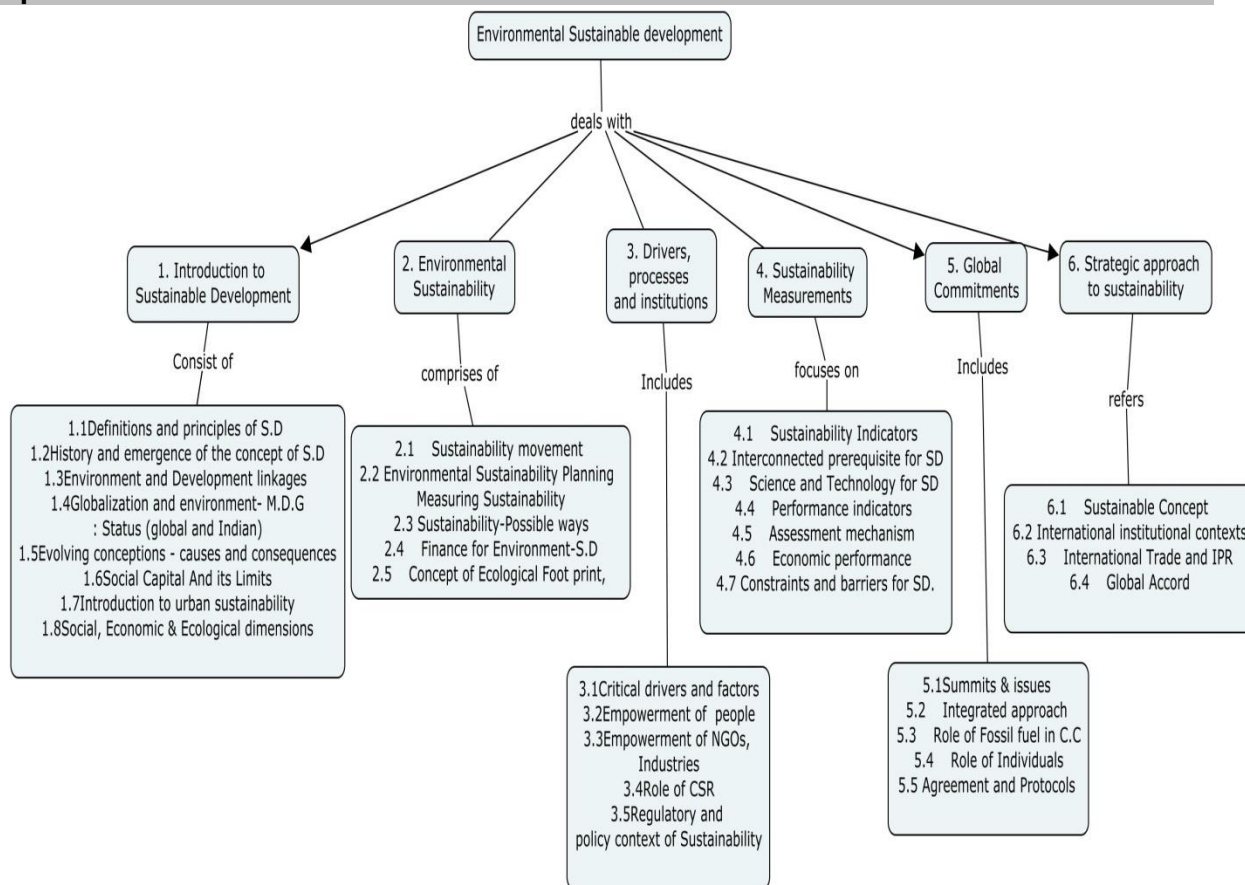 Environmental Sustainable development
deals with
1. Introduction to
Sustainable Development
2. Environmental
Sustainability
3. Drivers,
processes
and institutions
4. Sustainability
Measurements
5. Global
Commitments
6. Strategic approach
to sustainability
Consist of
comprises of
Includes
focuses on
Includes
refers
1.1Definitions and principles of S.D
1.2History and emergence of the concept of S.D
1.3Environment and Development linkages
1.4Globalization and environment- M.D.G
: Status (global and Indian)
1.5Evolving conceptions - causes and consequences
1.6Social Capital And its Limits
1.7Introduction to urban sustainability
1.8Social, Economic & Ecological dimensions
2.1 Sustainability movement
2.2 Environmental Sustainability Planning
Measuring Sustainability
2.3 Sustainability-Possible ways
2.4 Finance for Environment-S.D
2.5 Concept of Ecological Foot print,
3.1Critical drivers and factors
3.2Empowerment of people
3.3Empowerment of NGOs,
Industries
3.4Role of CSR
3.5Regulatory and
policy context of Sustainability
4.1 Sustainability Indicators
4.2 Interconnected prerequisite for SD
4.3 Science and Technology for SD
4.4 Performance indicators
4.5 Assessment mechanism
4.6 Economic performance
4.7 Constraints and barriers for SD.
5.1Summits & issues
5.2 Integrated approach
5.3 Role of Fossil fuel in C.C
5.4 Role of Individuals
5.5 Agreement and Protocols
6.1 Sustainable Concept
6.2 International institutional contexts
6.3 International Trade and IPR
6.4 Global Accord